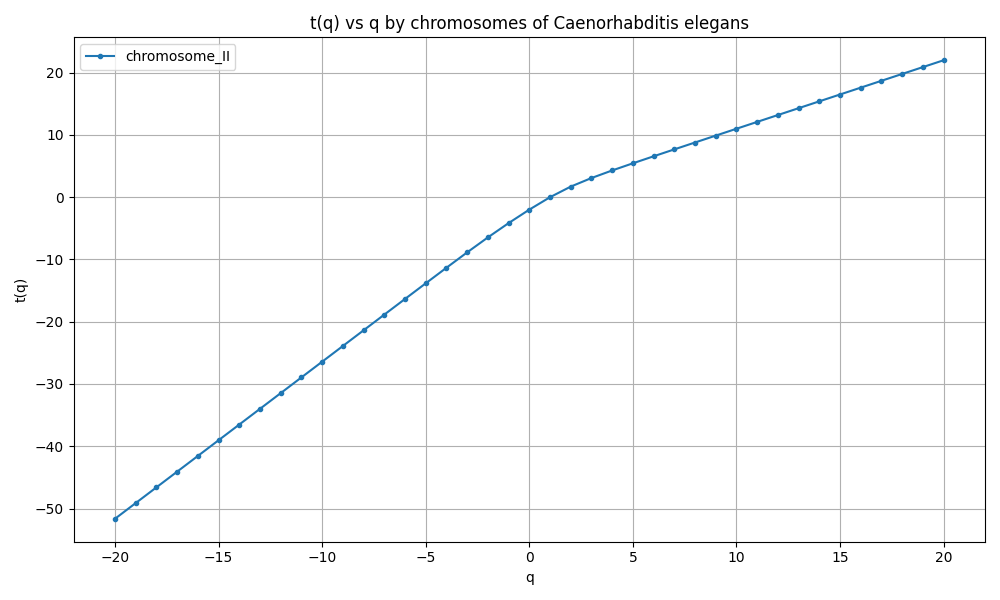 t(q) vs q by chromosomes of Caenorhabditis elegans
chromosome_II
t(q)
20
10
0
−10
−20
−30
−40
−50
−20 −15 −10 −5 0 5 10 15 20
q